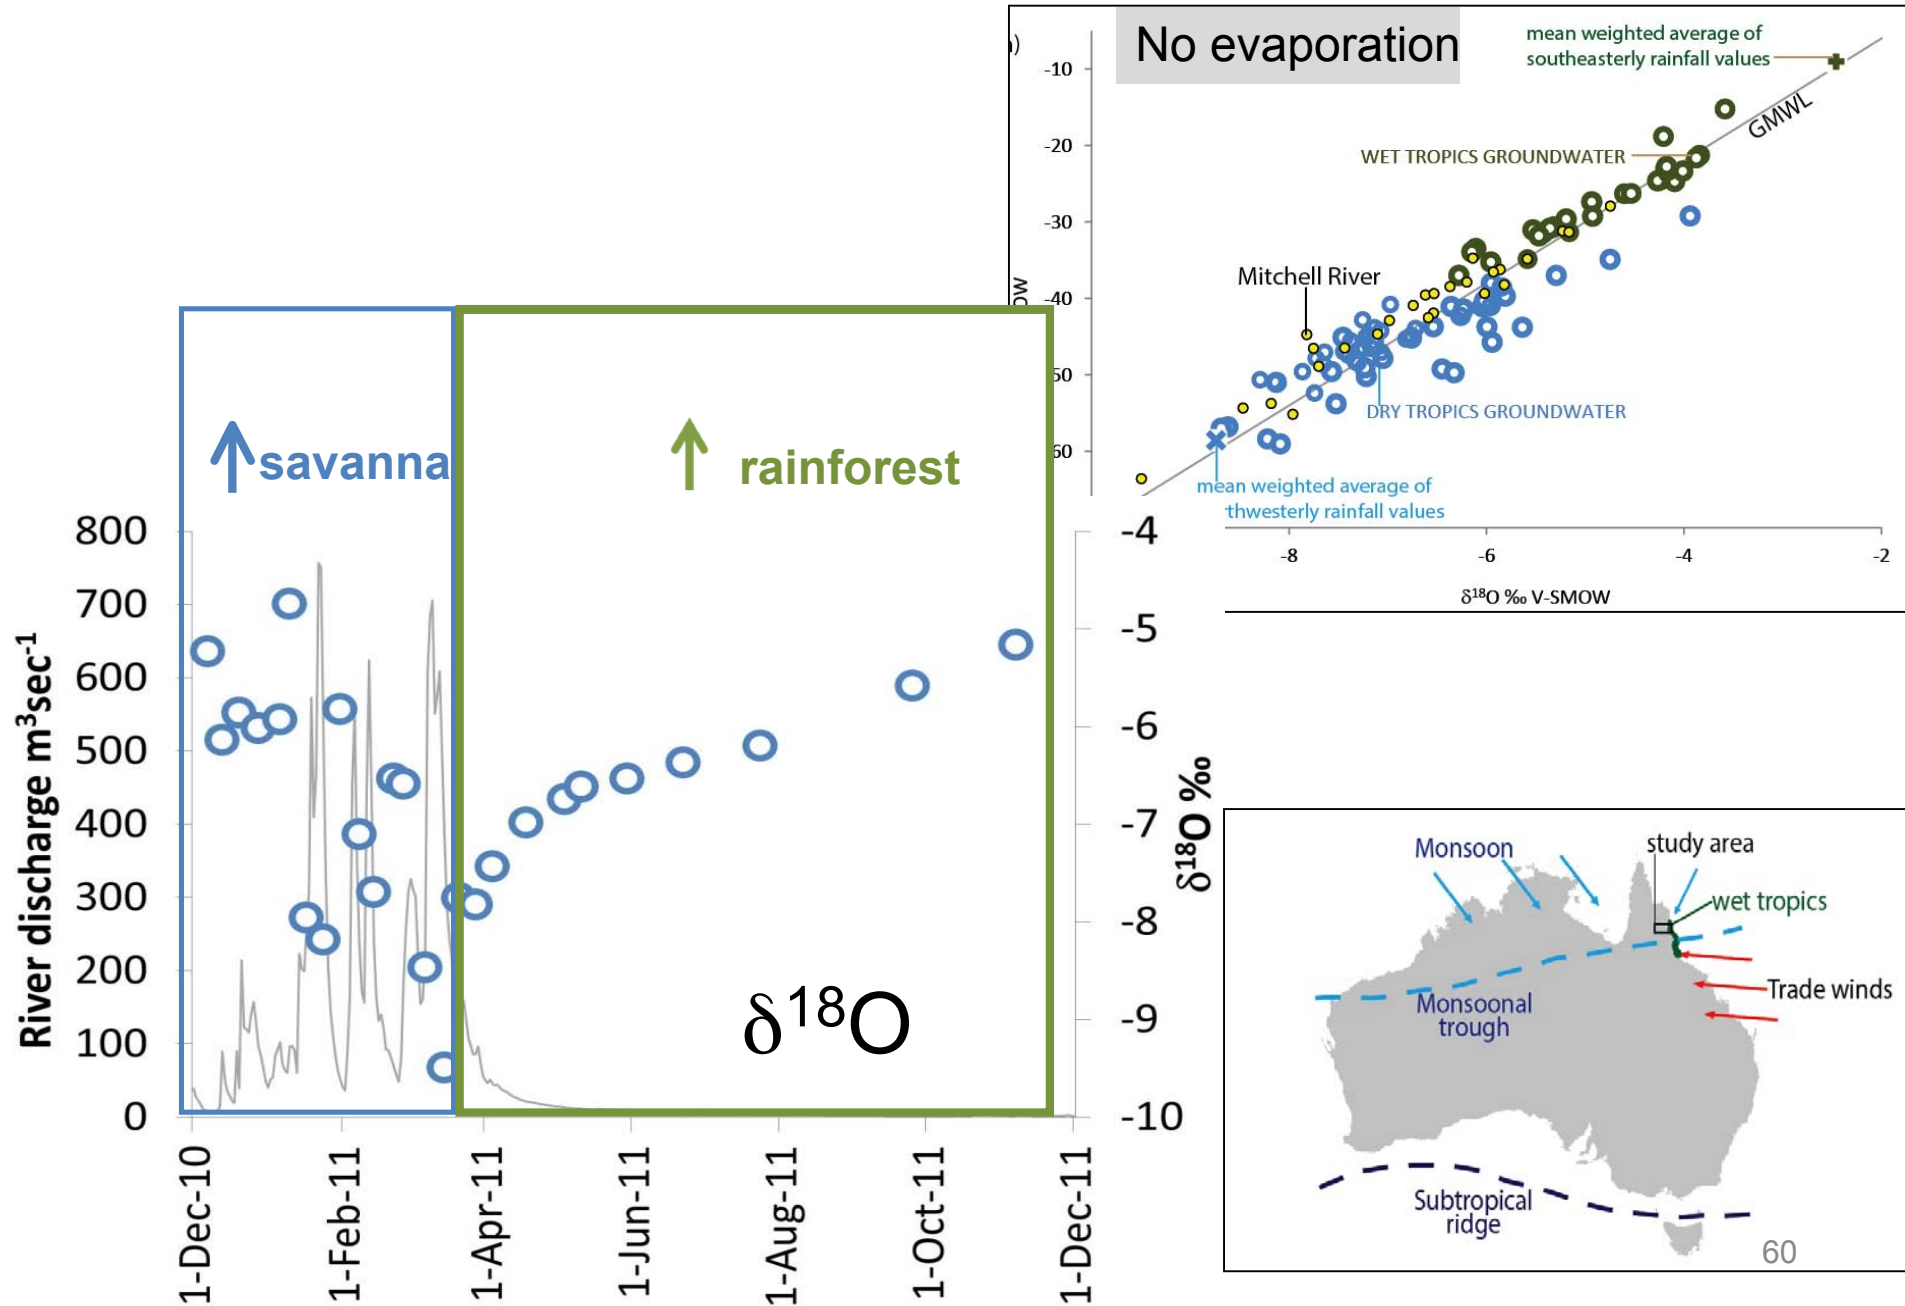 No evaporation
)
-10
-20
-30
-40
50
60
ow
mean weighted average of
southeasterly rainfall values
GMWL
WET TROPICS GROUNDWATER
Mitchell River
DRY TROPICS GROUNDWATER
mean weighted average of
thwesterly rainfall values
-8
-6
-4
-2
δ¹⁸O ‰ V-SMOW
savanna
rainforest
800
700
600
500
400
300
200
100
0
River discharge m³sec⁻¹
-4
-5
-6
-7
-8
-9
-10
δ¹⁸O ‰
δ¹⁸O
1-Dec-10
1-Feb-11
1-Apr-11
1-Jun-11
1-Aug-11
1-Oct-11
1-Dec-11
Monsoon
study area
wet tropics
Trade winds
Monsoonal
trough
Subtropical
ridge
60